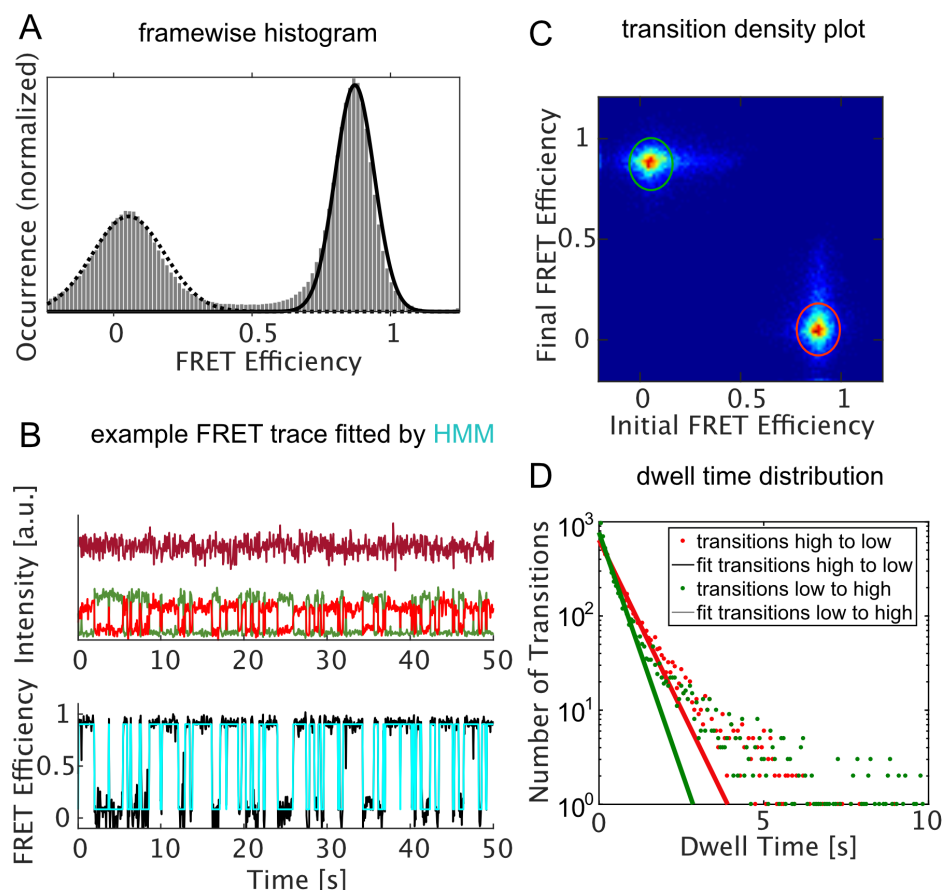 A
framewise histogram
Occurrence (normalized)
0
0.5
1
FRET Efficiency
B
example FRET trace fitted by HMM
Intensity [a.u.]
0
10
20
30
40
50
FRET Efficiency
1
0.5
0
0
10
20
30
40
50
Time [s]
C
transition density plot
Final FRET Efficiency
1
0.5
0
0
0.5
1
Initial FRET Efficiency
D
dwell time distribution
Number of Transitions
10³
10²
10¹
10⁰
transitions high to low
fit transitions high to low
transitions low to high
fit transitions low to high
0
5
10
Dwell Time [s]